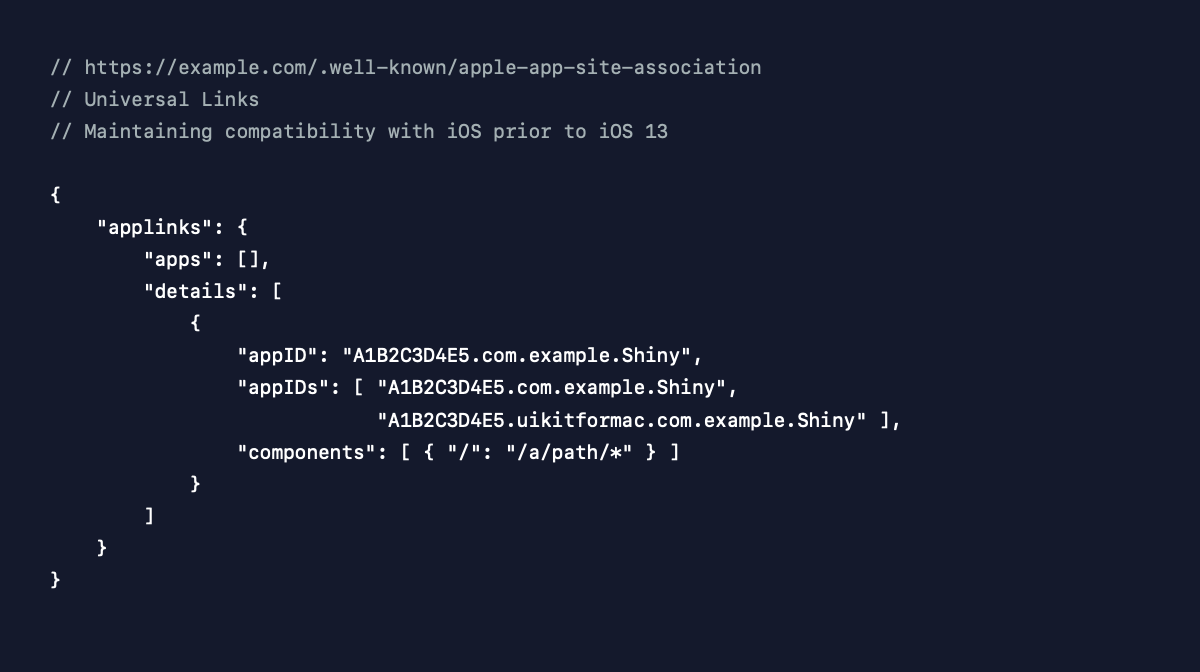 // https://example.com/.well-known/apple-app-site-association
// Universal Links
// Maintaining compatibility with iOS prior to iOS 13

{
    "applinks": {
        "apps": [],
        "details": [
            {
                "appID": "A1B2C3D4E5.com.example.Shiny",
                "appIDs": [ "A1B2C3D4E5.com.example.Shiny",
                            "A1B2C3D4E5.uikitformac.com.example.Shiny" ],
                "components": [ { "/": "/a/path/*" } ]
            }
        ]
    }
}